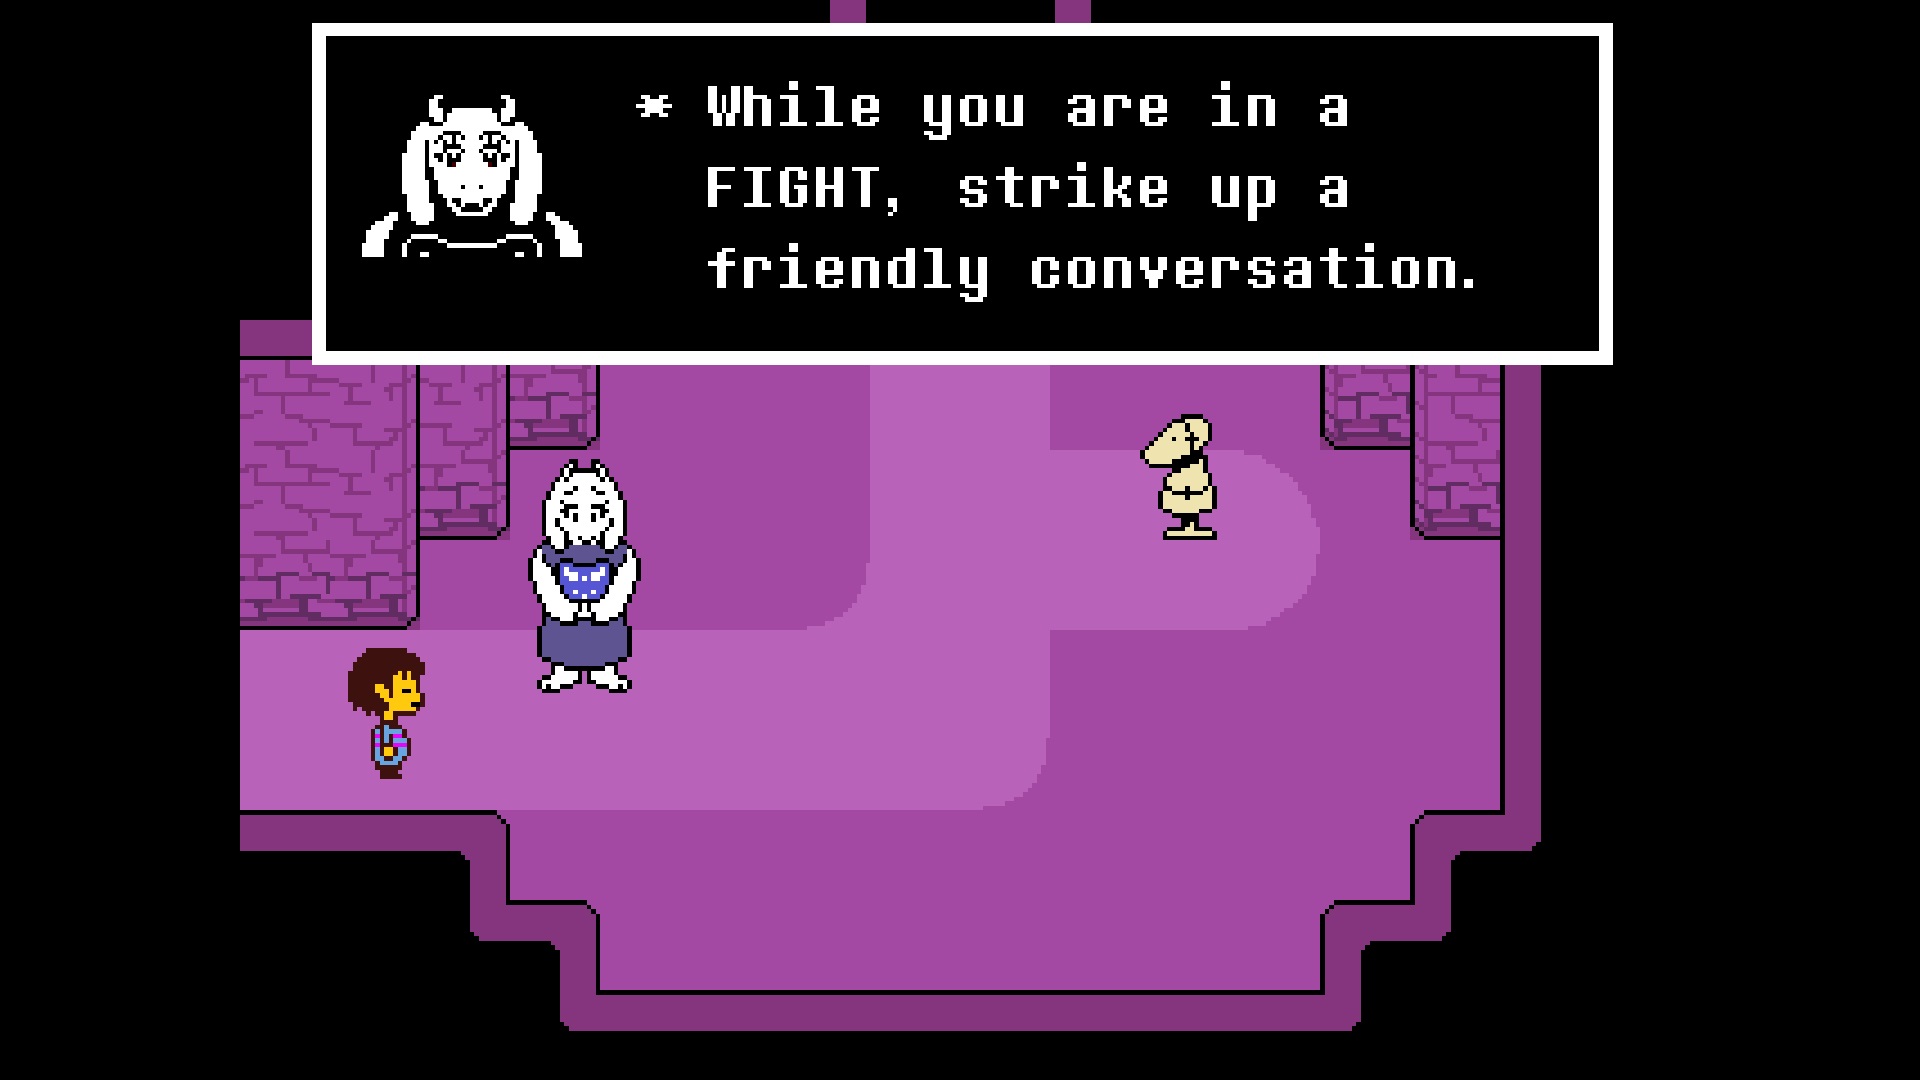 * While you are in a
FIGHT, strike up a
friendly conversation.